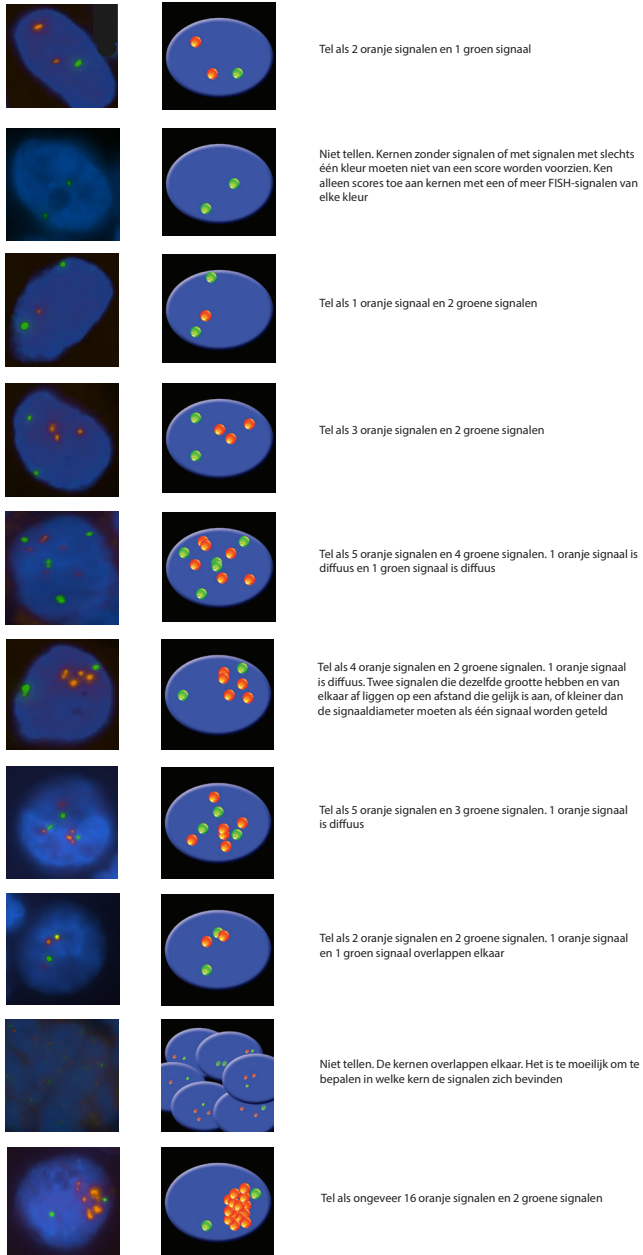 Tel als 2 oranje signalen en 1 groen signaal
Niet tellen. Kernen zonder signalen of met signalen met slechts
één kleur moeten niet van een score worden voorzien. Ken
alleen scores toe aan kernen met een of meer FISH-signalen van
elke kleur
Tel als 1 oranje signaal en 2 groene signalen
Tel als 3 oranje signalen en 2 groene signalen
Tel als 5 oranje signalen en 4 groene signalen. 1 oranje signaal is
diffuus en 1 groen signaal is diffuus
Tel als 4 oranje signalen en 2 groene signalen. 1 oranje signaal
is diffuus. Twee signalen die dezelfde grootte hebben en van
elkaar af liggen op een afstand die gelijk is aan, of kleiner dan
de signaaldiameter moeten als één signaal worden geteld
Tel als 5 oranje signalen en 3 groene signalen. 1 oranje signaal
is diffuus
Tel als 2 oranje signalen en 2 groene signalen. 1 oranje signaal
en 1 groen signaal overlappen elkaar
Niet tellen. De kernen overlappen elkaar. Het is te moeilijk om te
bepalen in welke kern de signalen zich bevinden
Tel als ongeveer 16 oranje signalen en 2 groene signalen